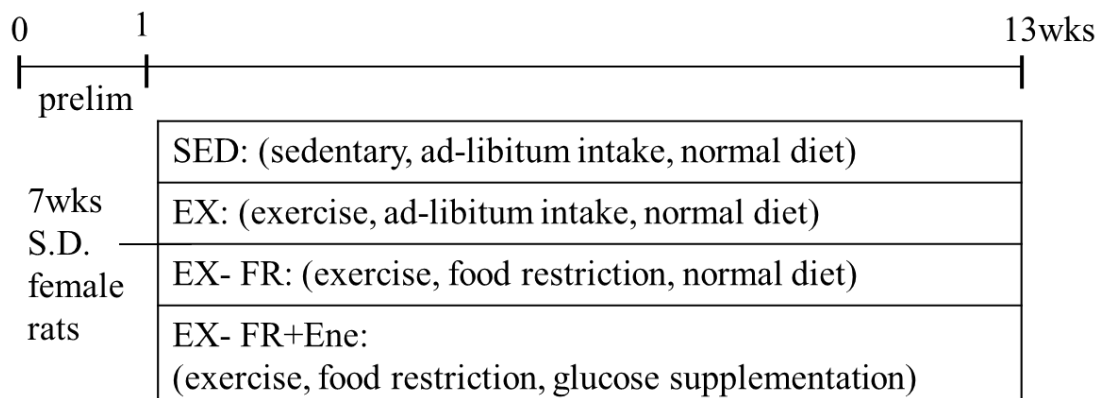 0 1 13wks
prelim
SED: (sedentary, ad-libitum intake, normal diet)
7wks
S.D.
female
rats
EX: (exercise, ad-libitum intake, normal diet)
EX- FR: (exercise, food restriction, normal diet)
EX- FR+Ene:
(exercise, food restriction, glucose supplementation)